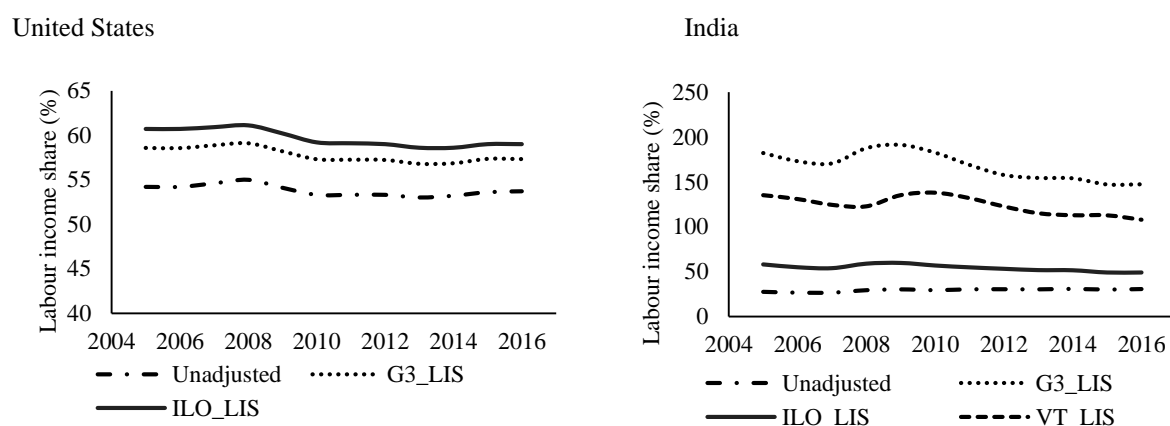 United States
India
Labour income share (%)
65
60
55
50
45
40
2004 2006 2008 2010 2012 2014 2016
Unadjusted G3_LIS
ILO_LIS
Labour income share (%)
250
200
150
100
50
0
2004 2006 2008 2010 2012 2014 2016
Unadjusted G3_LIS
ILO LIS VT LIS